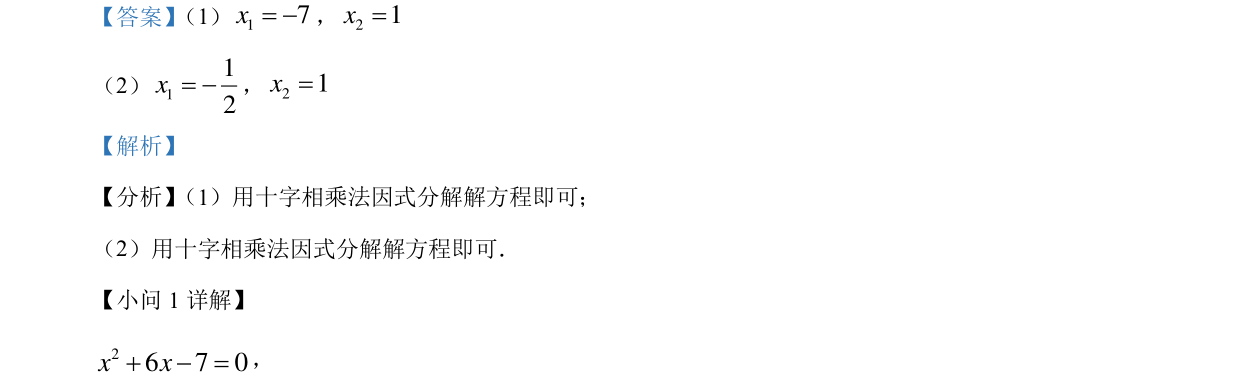 【答案】（1）x₁ = −7，x₂ = 1
（2）x₁ = −1/2，x₂ = 1
【解析】
【分析】（1）用十字相乘法因式分解解方程即可；
（2）用十字相乘法因式分解解方程即可．
【小问 1 详解】
x² + 6x − 7 = 0，